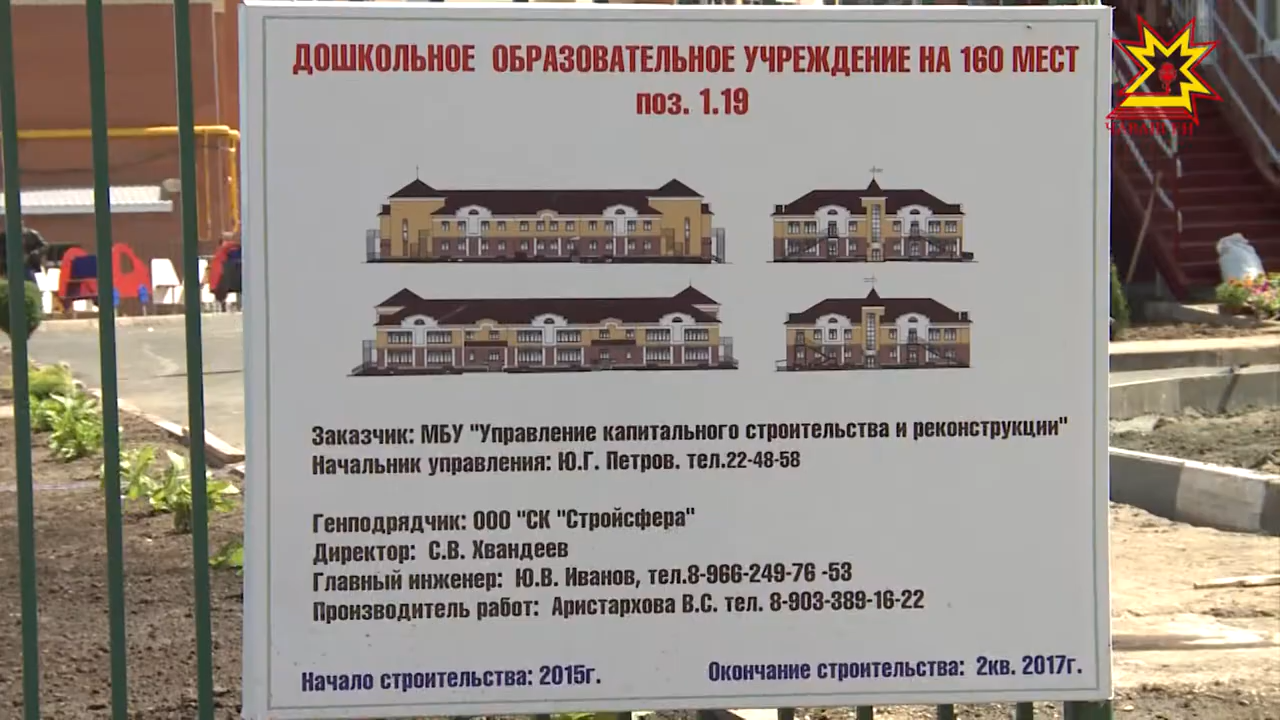 ДОШКОЛЬНОЕ ОБРАЗОВАТЕЛЬНОЕ УЧРЕЖДЕНИЕ НА 160 МЕСТ
поз. 1.19
Заказчик: МБУ "Управление капитального строительства и реконструкции"
Начальник управления: Ю.Г. Петров. тел.22-48-58
Генподрядчик: ООО "СК "Стройсфера"
Директор: С.В. Хвандеев
Главный инженер: Ю.В. Иванов, тел.8-966-249-76 -53
Производитель работ: Аристархова В.С. тел. 8-903-389-16-22
Начало строительства: 2015г.
Окончание строительства: 2кв. 2017г.